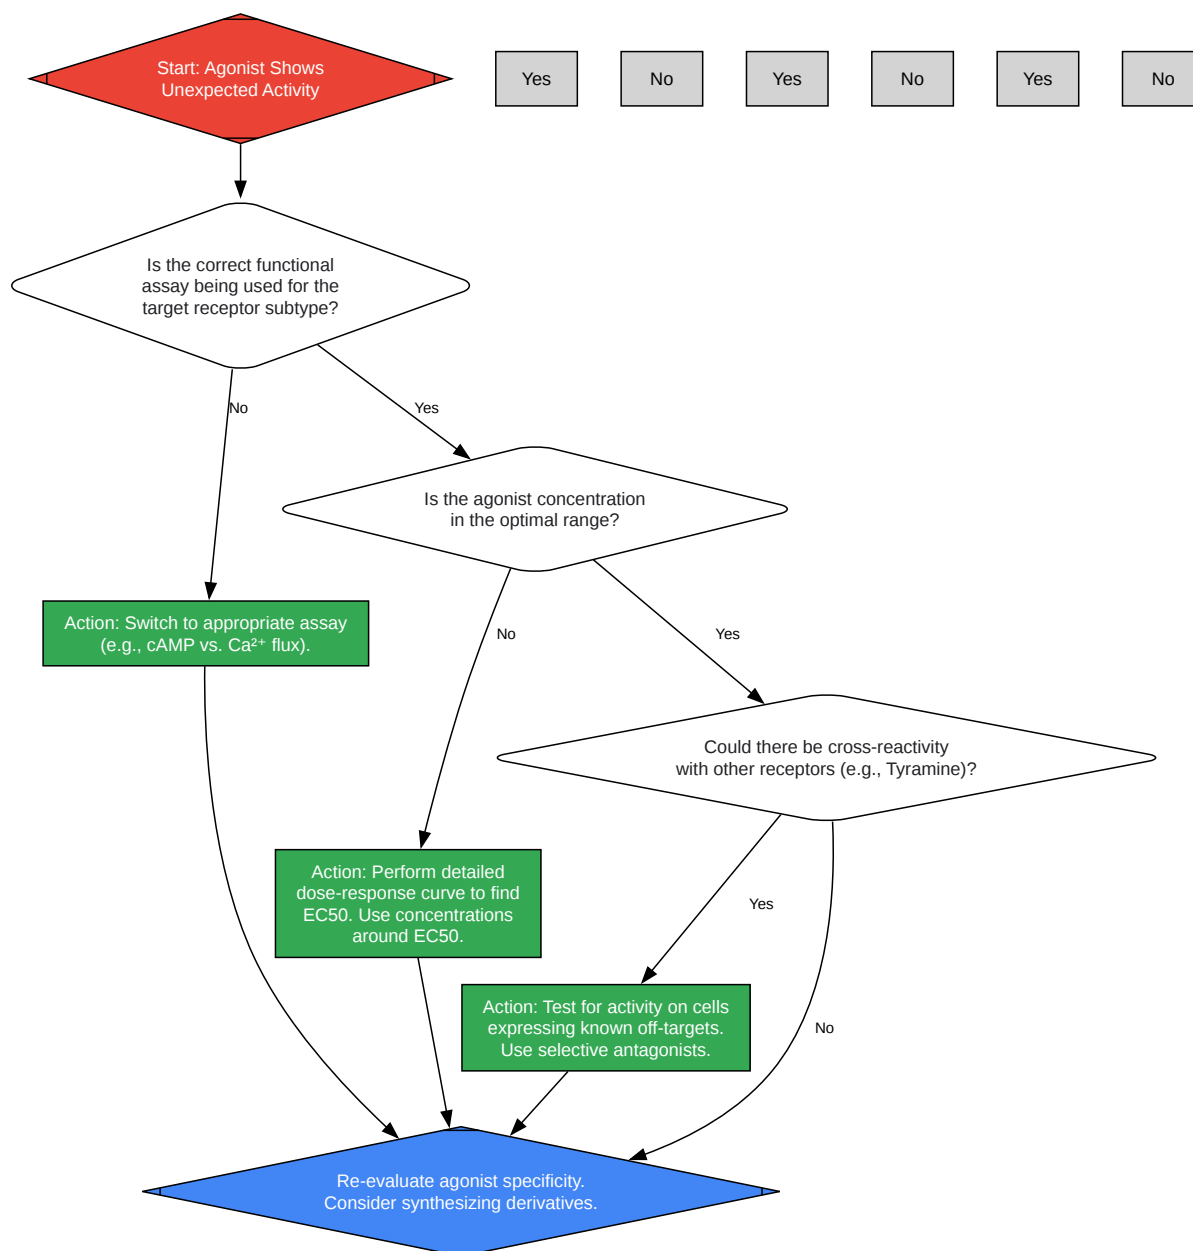 Start: Agonist Shows
Unexpected Activity
Yes
No
Yes
No
Yes
No
Is the correct functional
assay being used for the
target receptor subtype?
No
Yes
Is the agonist concentration
in the optimal range?
Action: Switch to appropriate assay
(e.g., cAMP vs. Ca²⁺ flux).
No
Yes
Could there be cross-reactivity
with other receptors (e.g., Tyramine)?
Action: Perform detailed
dose-response curve to find
EC50. Use concentrations
around EC50.
Yes
Action: Test for activity on cells
expressing known off-targets.
Use selective antagonists.
No
Re-evaluate agonist specificity.
Consider synthesizing derivatives.